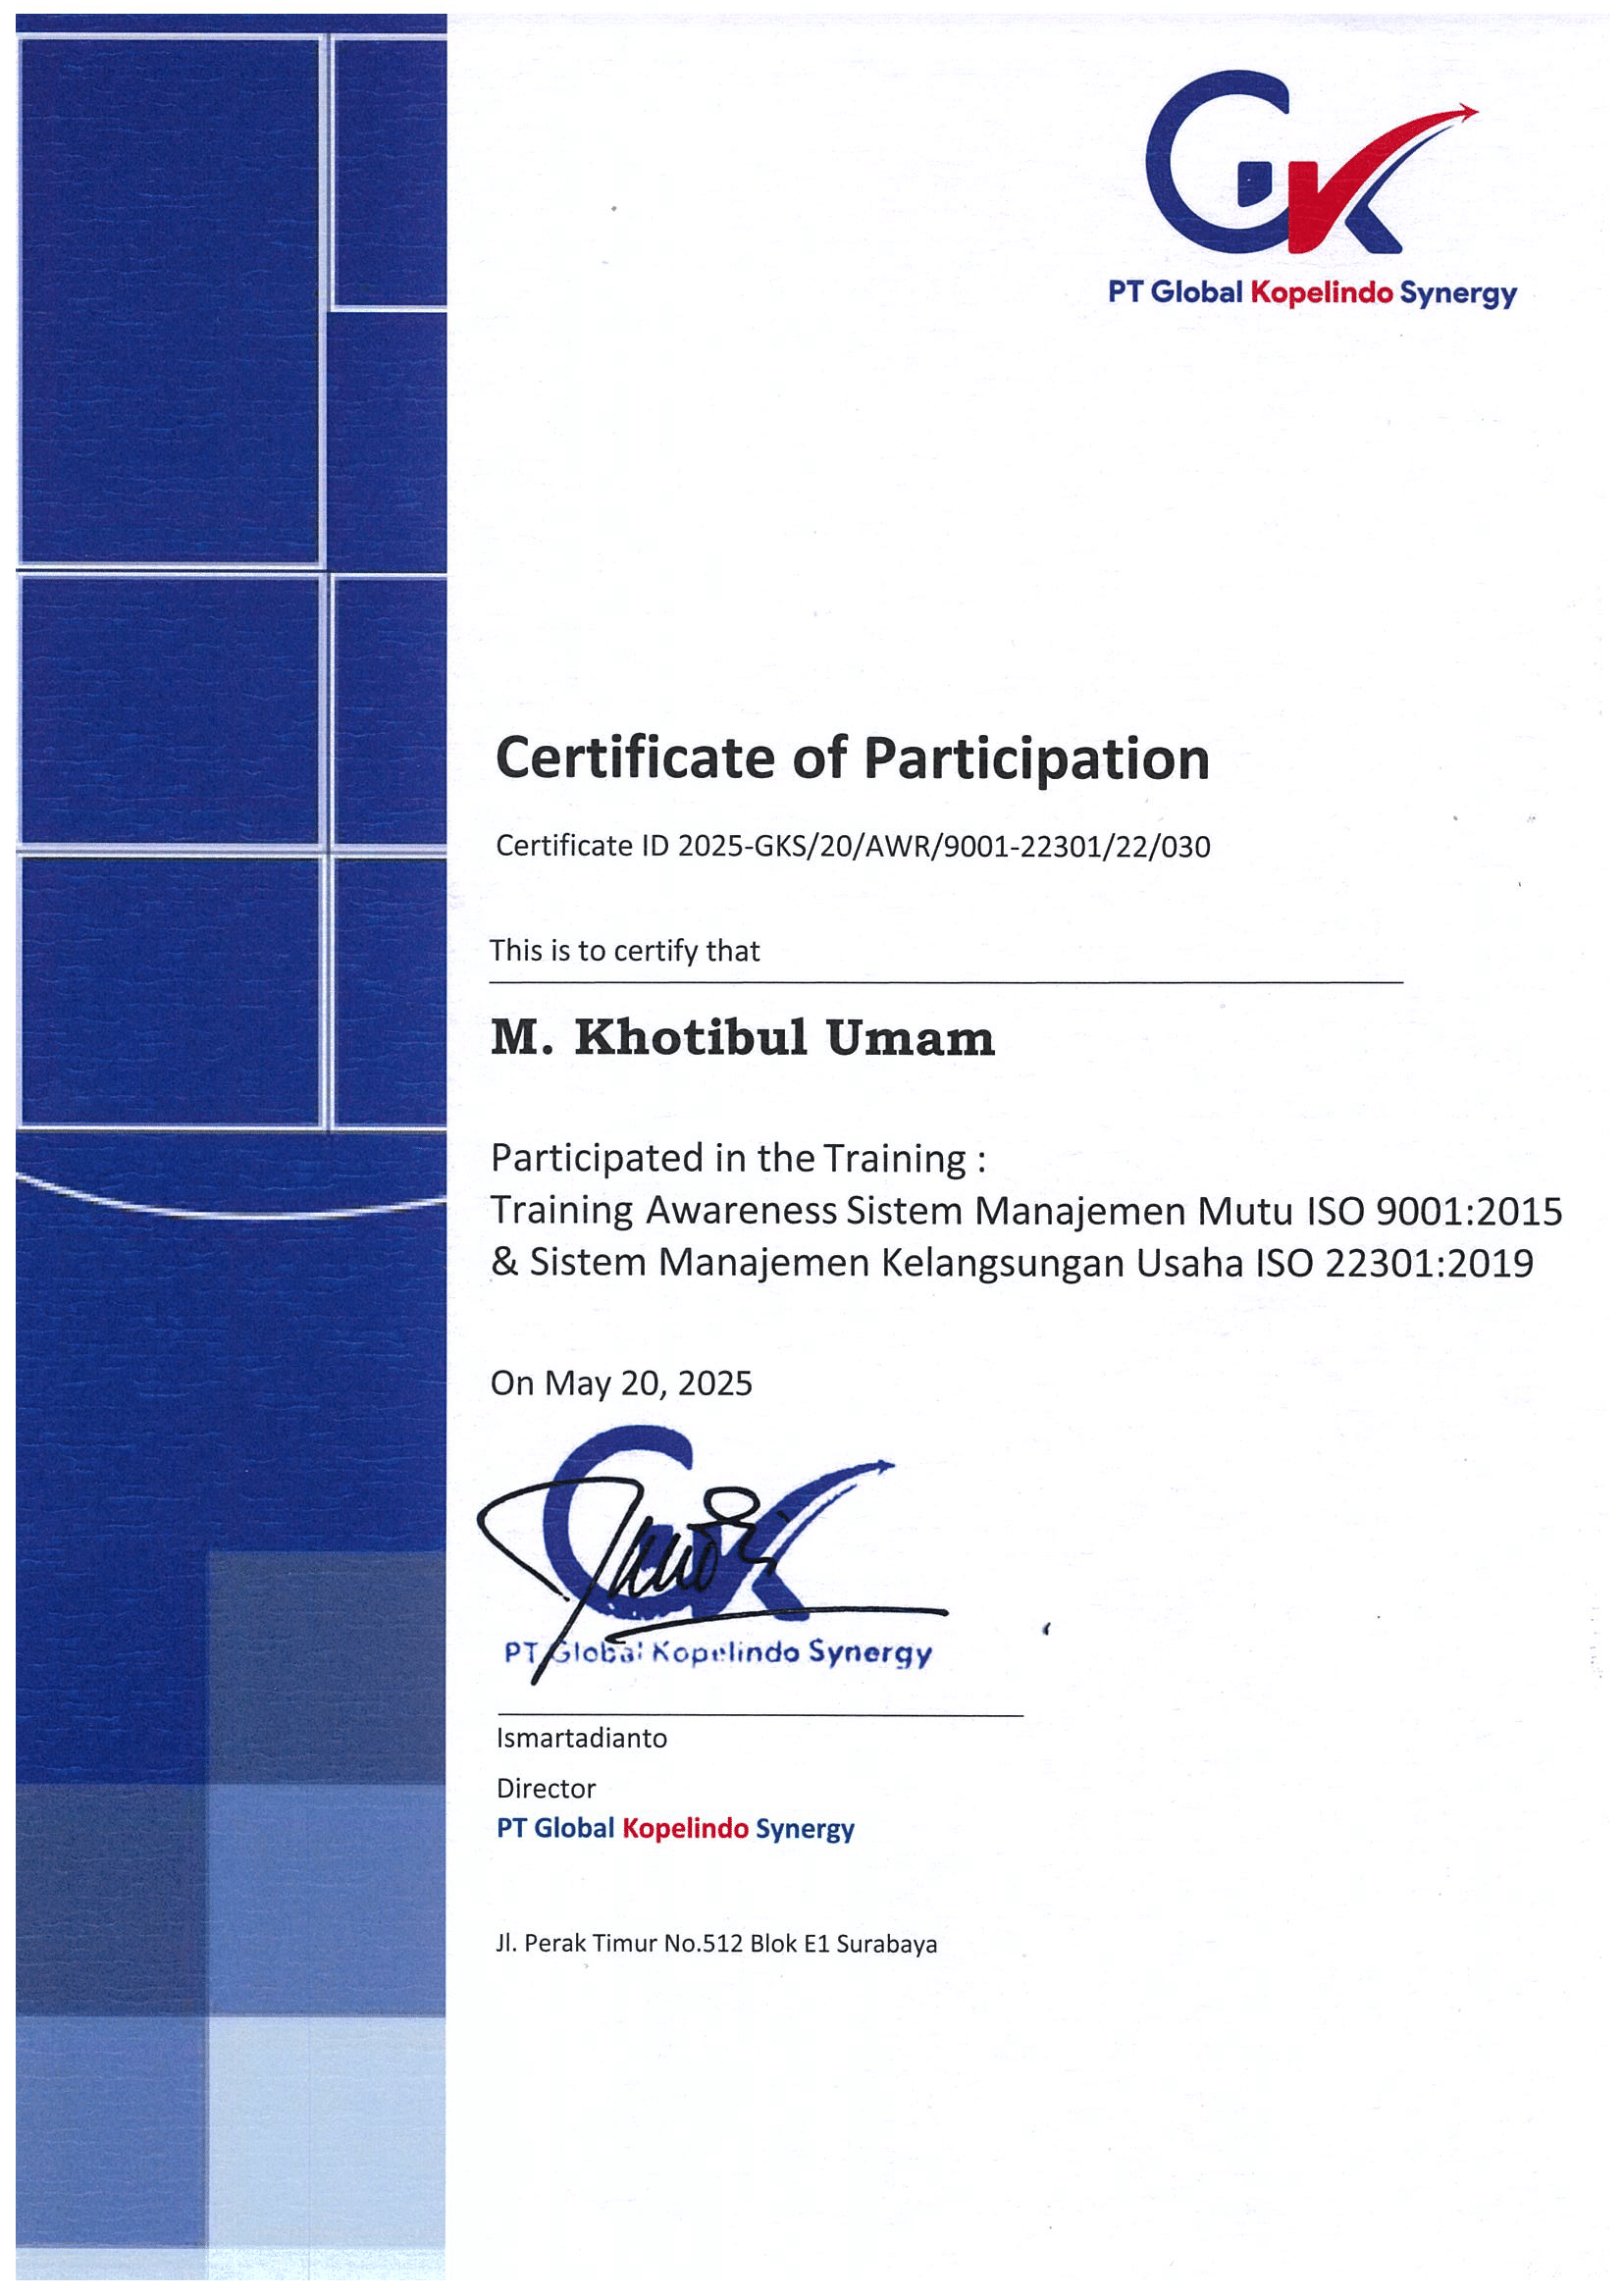 GK
PT Global Kopelindo Synergy
Certificate of Participation
Certificate ID 2025-GKS/20/AWR/9001-22301/22/030
This is to certify that
M. Khotibul Umam
Participated in the Training :
Training Awareness Sistem Manajemen Mutu ISO 9001:2015
& Sistem Manajemen Kelangsungan Usaha ISO 22301:2019
On May 20, 2025
GK
PT Global Kopelindo Synergy
Ismartadianto
Director
PT Global Kopelindo Synergy
Jl. Perak Timur No.512 Blok E1 Surabaya